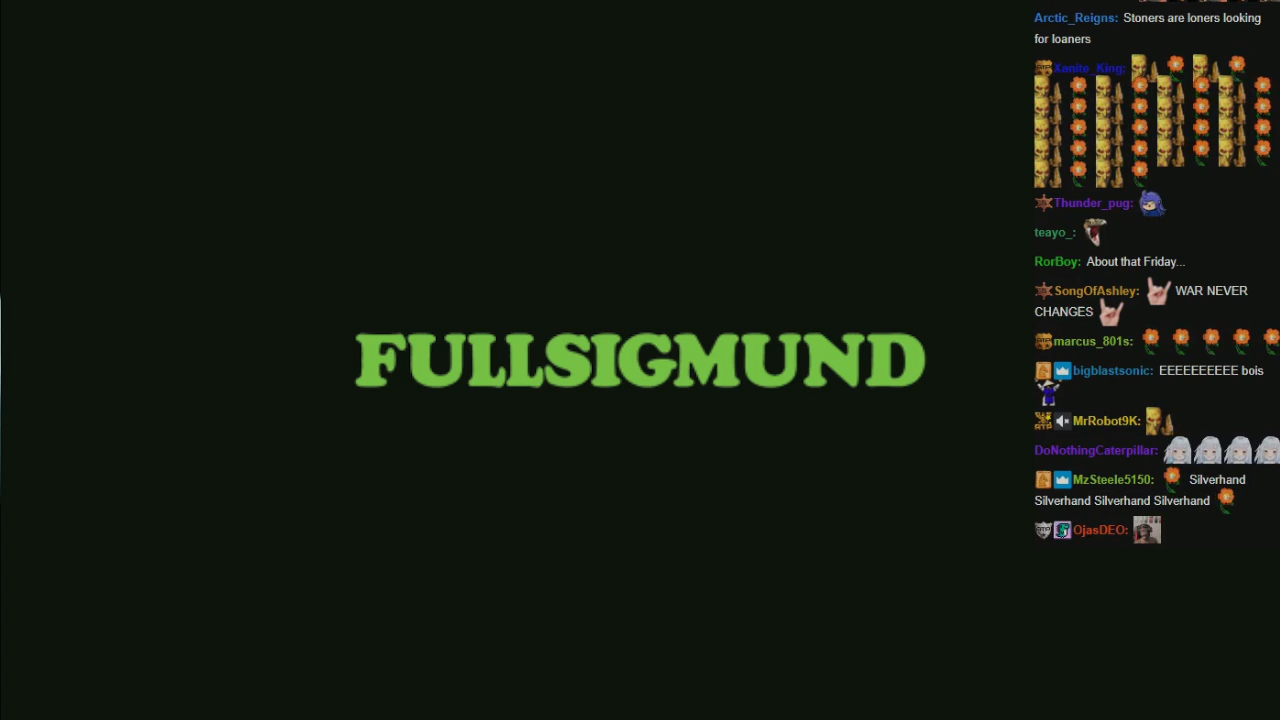 FULLSIGMUND
Arctic_Reigns: Stoners are loners looking
for loaners
Xanite_King:
Thunder_pug:
teayo_:
RorBoy: About that Friday...
SongOfAshley: WAR NEVER
CHANGES
marcus_801s:
bigblastsonic: EEEEEEEEEE bois
MrRobot9K:
DoNothingCaterpillar:
MzSteele5150: Silverhand
Silverhand Silverhand Silverhand
OjasDEO: